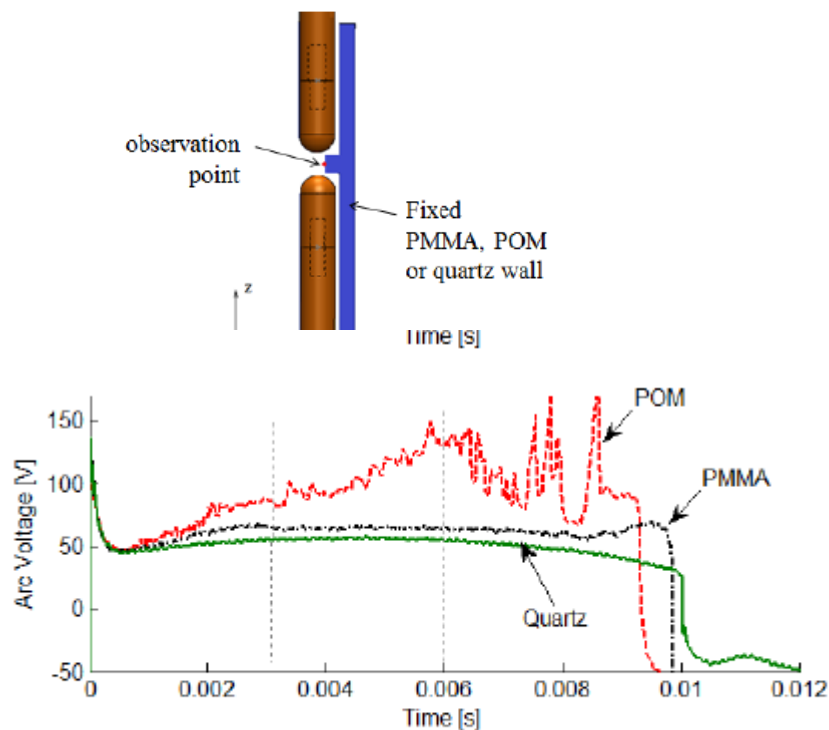 observation
point
Fixed
PMMA, POM
or quartz wall
z
Time [s]
POM
PMMA
Quartz
Arc Voltage [V]
150
100
50
0
-50
0 0.002 0.004 0.006 0.008 0.01 0.012
Time [s]